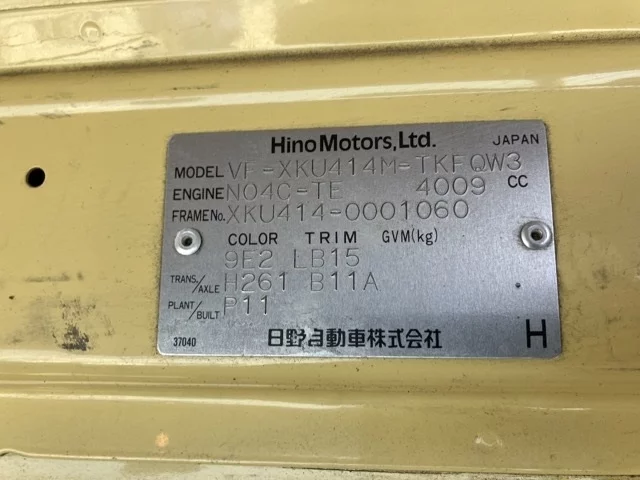 Hino Motors, Ltd. JAPAN
MODEL VF-XKU414M-TKFQW3
ENGINE N04C-TE 4009 CC
FRAME No. XKU414-0001060
COLOR TRIM GVM(kg)
9E2 LB15
TRANS/AXLE H261 B11A
PLANT/BUILT P11
37040 日野自動車株式会社 H